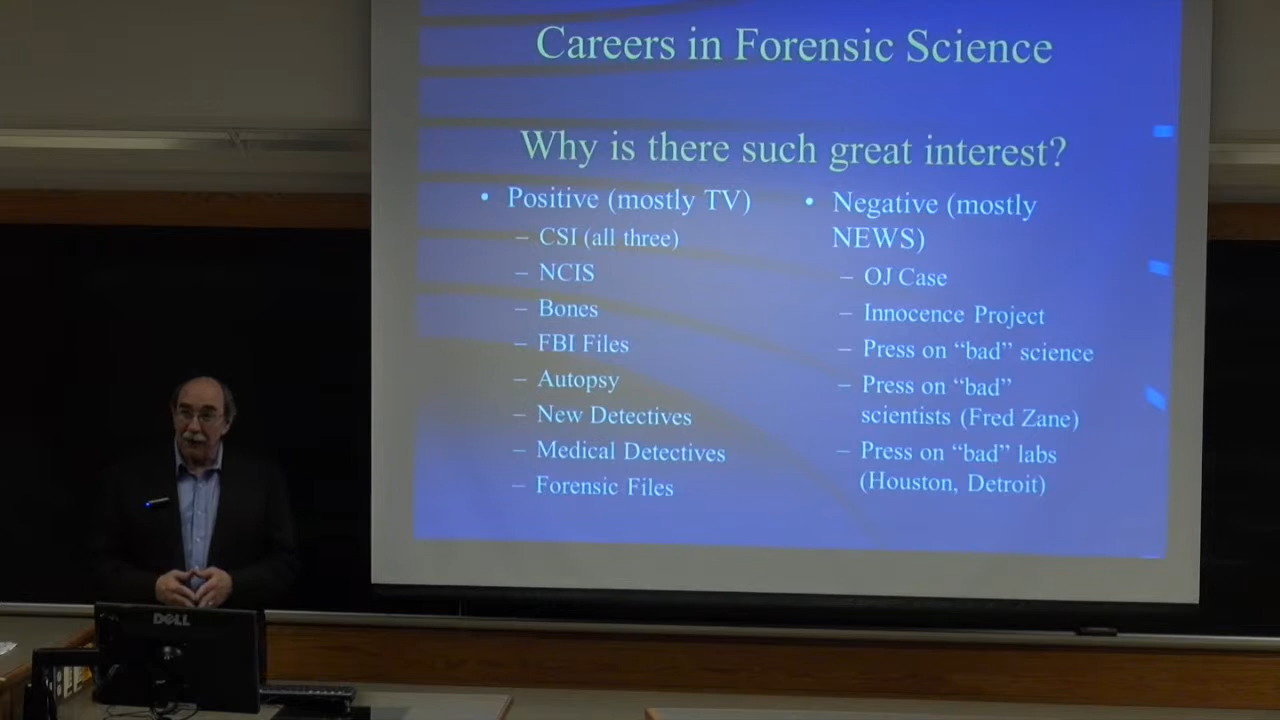 Careers in Forensic Science
Why is there such great interest?
• Positive (mostly TV)
– CSI (all three)
– NCIS
– Bones
– FBI Files
– Autopsy
– New Detectives
– Medical Detectives
– Forensic Files
• Negative (mostly
NEWS)
– OJ Case
– Innocence Project
– Press on “bad” science
– Press on “bad”
scientists (Fred Zane)
– Press on “bad” labs
(Houston, Detroit)
DELL